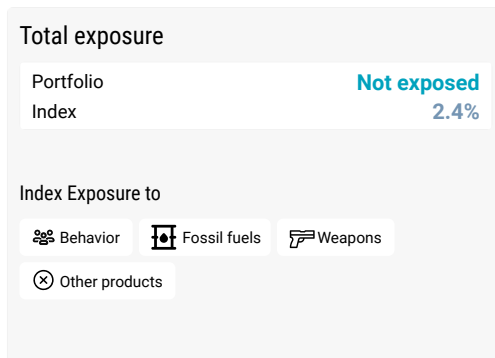 Total exposure
Portfolio Not exposed
Index 2.4%
Index Exposure to
Behavior Fossil fuels Weapons
Other products